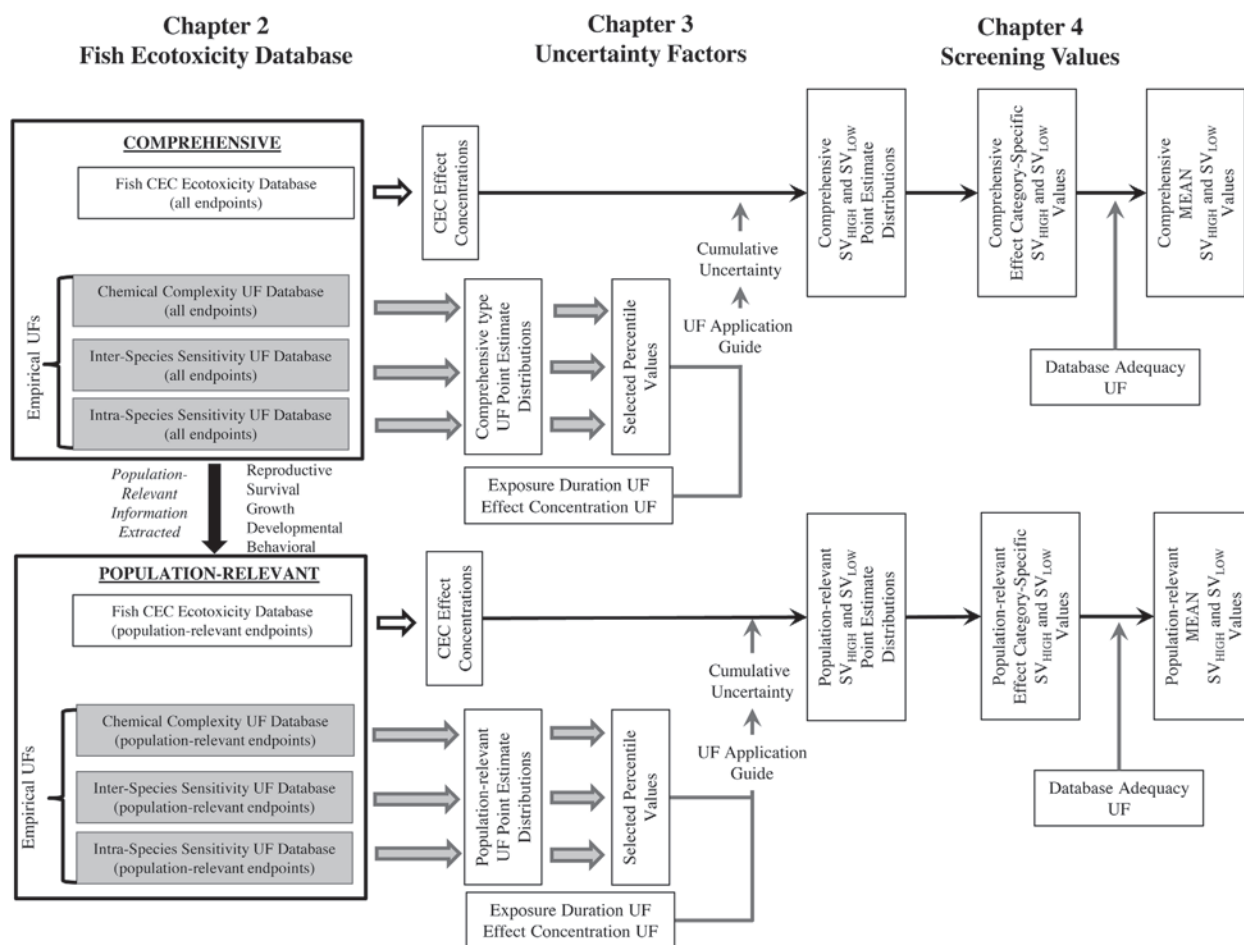 Chapter 2
Fish Ecotoxicity Database
Chapter 3
Uncertainty Factors
Chapter 4
Screening Values
COMPREHENSIVE
Fish CEC Ecotoxicity Database
(all endpoints)
Empirical UFs
Chemical Complexity UF Database
(all endpoints)
Inter-Species Sensitivity UF Database
(all endpoints)
Intra-Species Sensitivity UF Database
(all endpoints)
CEC Effect
Concentrations
Comprehensive type
UF Point Estimate
Distributions
Selected Percentile
Values
Exposure Duration UF
Effect Concentration UF
Cumulative
Uncertainty
UF Application
Guide
Comprehensive
SVHIGH and SVLOW
Point Estimate
Distributions
Comprehensive
Effect Category-Specific
SVHIGH and SVLOW
Values
Comprehensive
MEAN
SVHIGH and SVLOW
Values
Database Adequacy
UF
Population-
Relevant
Information
Extracted
Reproductive
Survival
Growth
Developmental
Behavioral
POPULATION-RELEVANT
Fish CEC Ecotoxicity Database
(population-relevant endpoints)
Empirical UFs
Chemical Complexity UF Database
(population-relevant endpoints)
Inter-Species Sensitivity UF Database
(population-relevant endpoints)
Intra-Species Sensitivity UF Database
(population-relevant endpoints)
CEC Effect
Concentrations
Population-relevant
UF Point Estimate
Distributions
Selected Percentile
Values
Exposure Duration UF
Effect Concentration UF
Cumulative
Uncertainty
UF Application
Guide
Population-relevant
SVHIGH and SVLOW
Point Estimate
Distributions
Population-relevant
Effect Category-Specific
SVHIGH and SVLOW
Values
Population-relevant
MEAN
SVHIGH and SVLOW
Values
Database Adequacy
UF